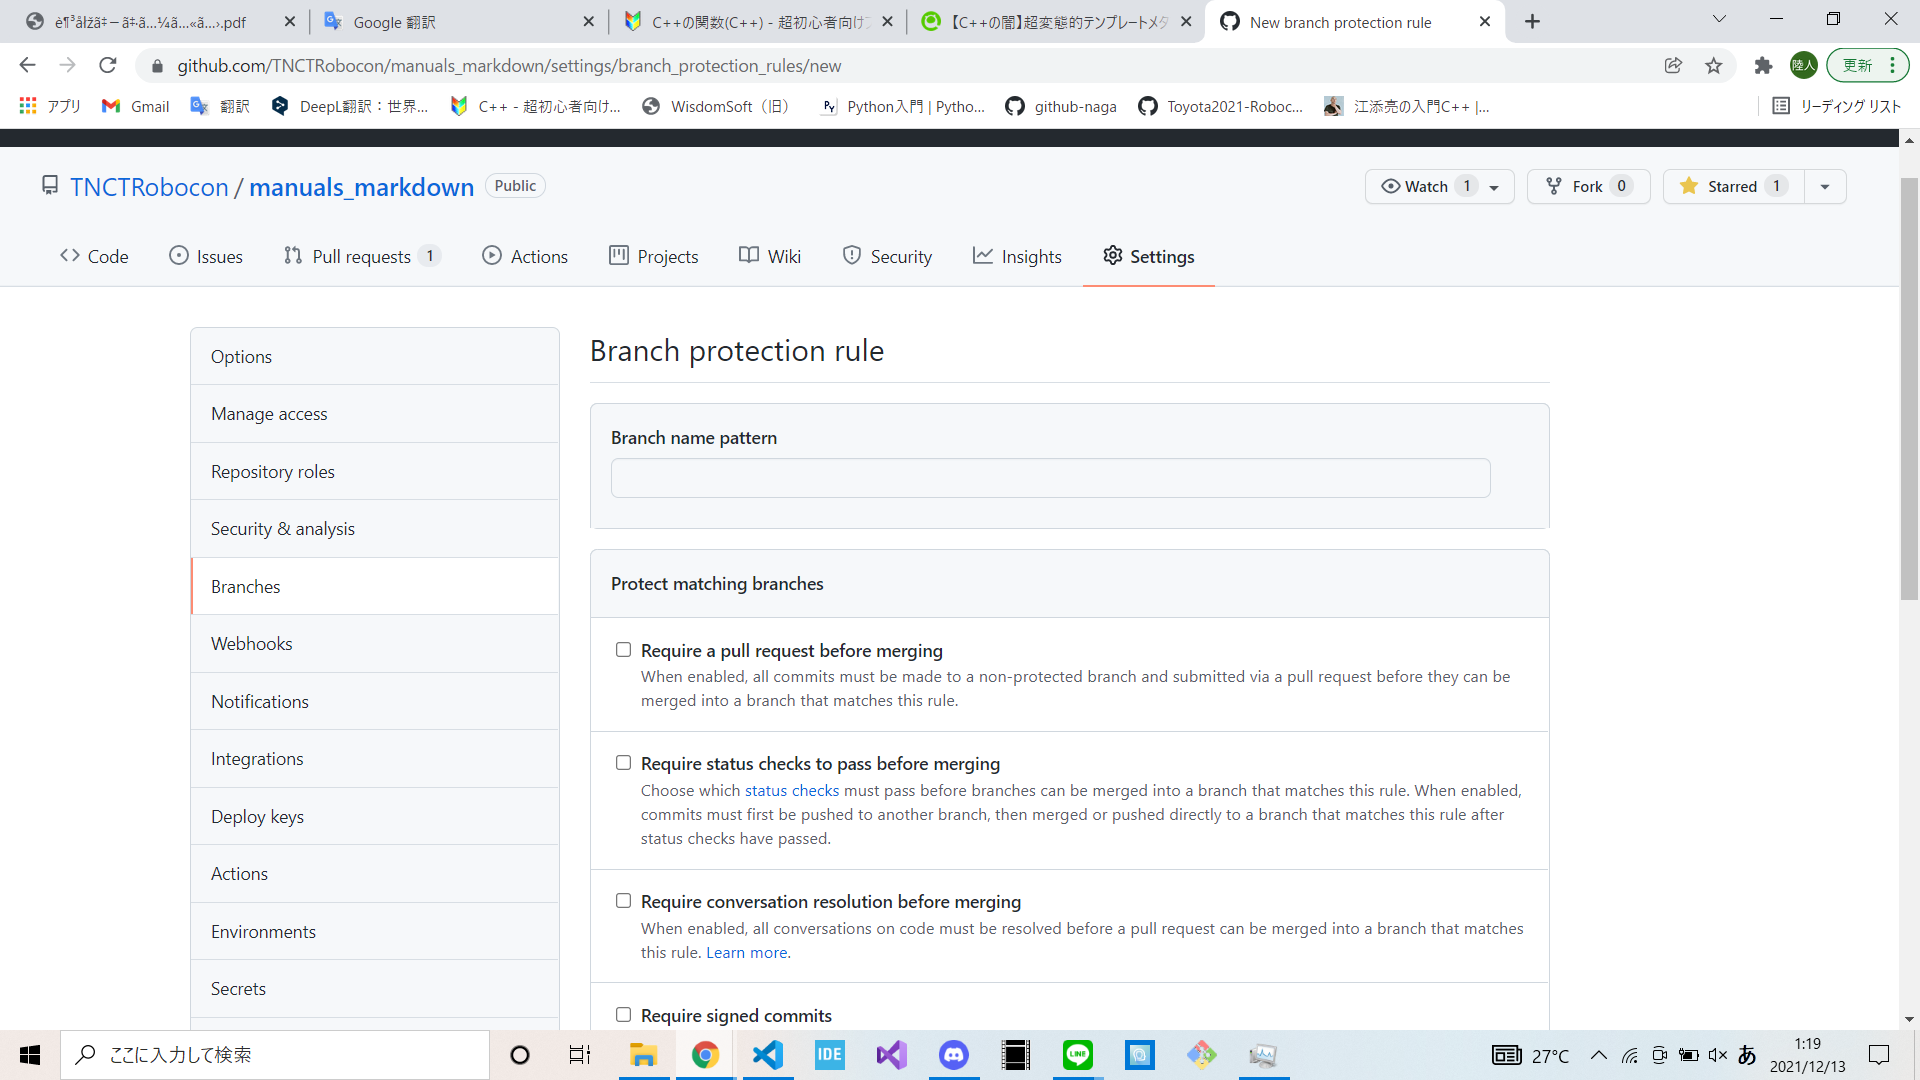 è¶³åŽã‡－ã‡·ã…¼ã…«ã…›.pdf
Google 翻訳
C++の関数(C++) - 超初心者向けプ
【C++の闇】超変態的テンプレートメタ
New branch protection rule
github.com/TNCTRobocon/manuals_markdown/settings/branch_protection_rules/new
陸人
更新
アプリ
Gmail
翻訳
DeepL翻訳：世界...
C++ - 超初心者向け...
WisdomSoft（旧）
Python入門 | Pytho...
github-naga
Toyota2021-Roboc...
江添亮の入門C++ |...
リーディング リスト
TNCTRobocon / manuals_markdown
Public
Watch 1
Fork 0
Starred 1
Code
Issues
Pull requests 1
Actions
Projects
Wiki
Security
Insights
Settings
Options
Manage access
Repository roles
Security & analysis
Branches
Webhooks
Notifications
Integrations
Deploy keys
Actions
Environments
Secrets
Branch protection rule
Branch name pattern
Protect matching branches
Require a pull request before merging
When enabled, all commits must be made to a non-protected branch and submitted via a pull request before they can be
merged into a branch that matches this rule.
Require status checks to pass before merging
Choose which status checks must pass before branches can be merged into a branch that matches this rule. When enabled,
commits must first be pushed to another branch, then merged or pushed directly to a branch that matches this rule after
status checks have passed.
Require conversation resolution before merging
When enabled, all conversations on code must be resolved before a pull request can be merged into a branch that matches
this rule. Learn more.
Require signed commits
ここに入力して検索
IDE
LINE
27°C
あ
1:19
2021/12/13